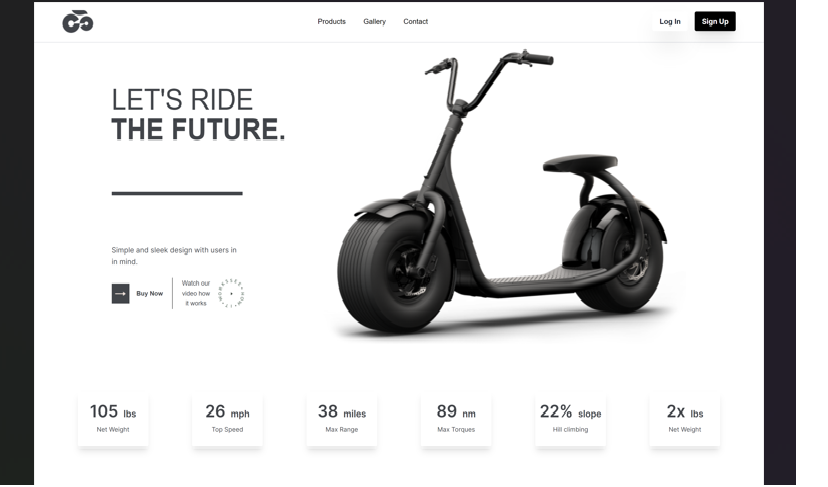 Products Gallery Contact Log In Sign Up
LET'S RIDE
THE FUTURE.
Simple and sleek design with users in
in mind.
Buy Now
Watch our
video how
it works
105 lbs
Net Weight
26 mph
Top Speed
38 miles
Max Range
89 nm
Max Torques
22% slope
Hill climbing
2x lbs
Net Weight